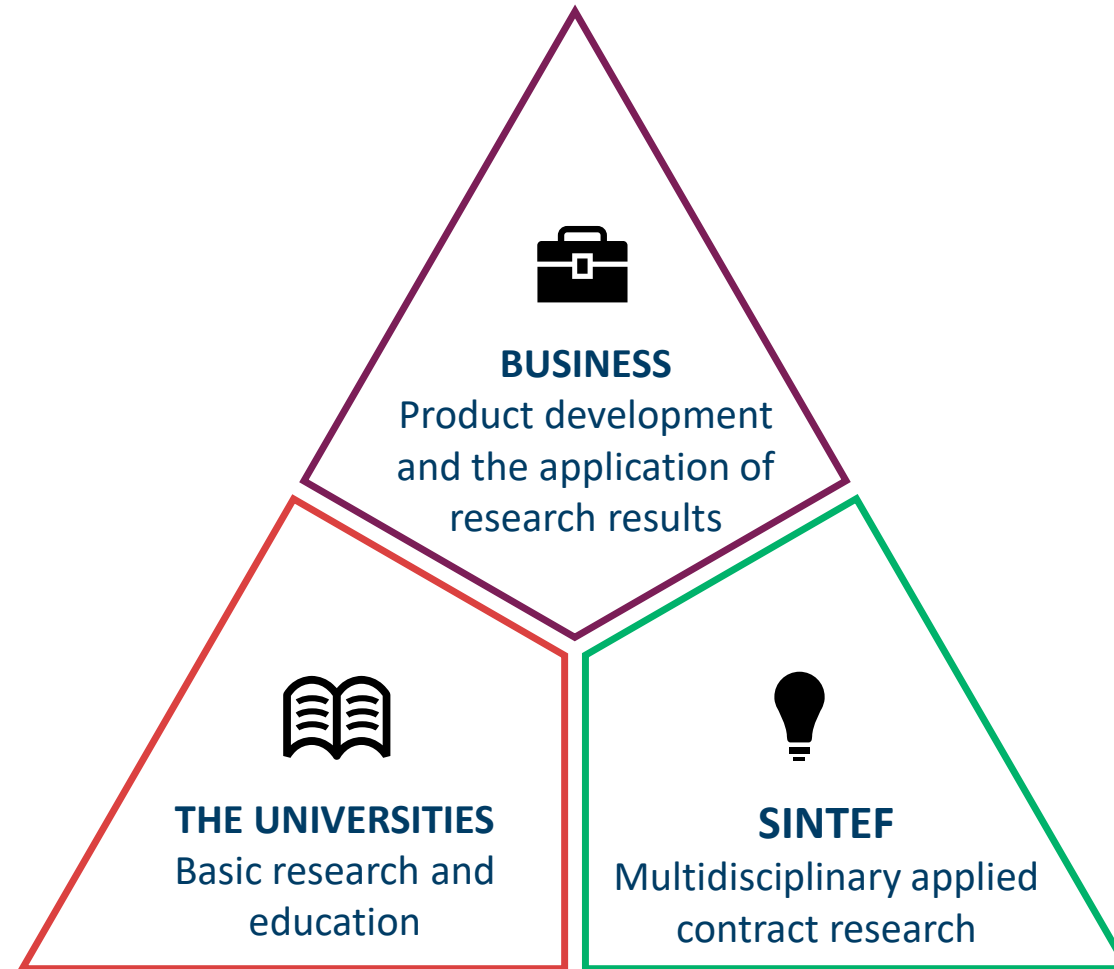 BUSINESS
Product development
and the application of
research results
THE UNIVERSITIES
Basic research and
education
SINTEF
Multidisciplinary applied
contract research